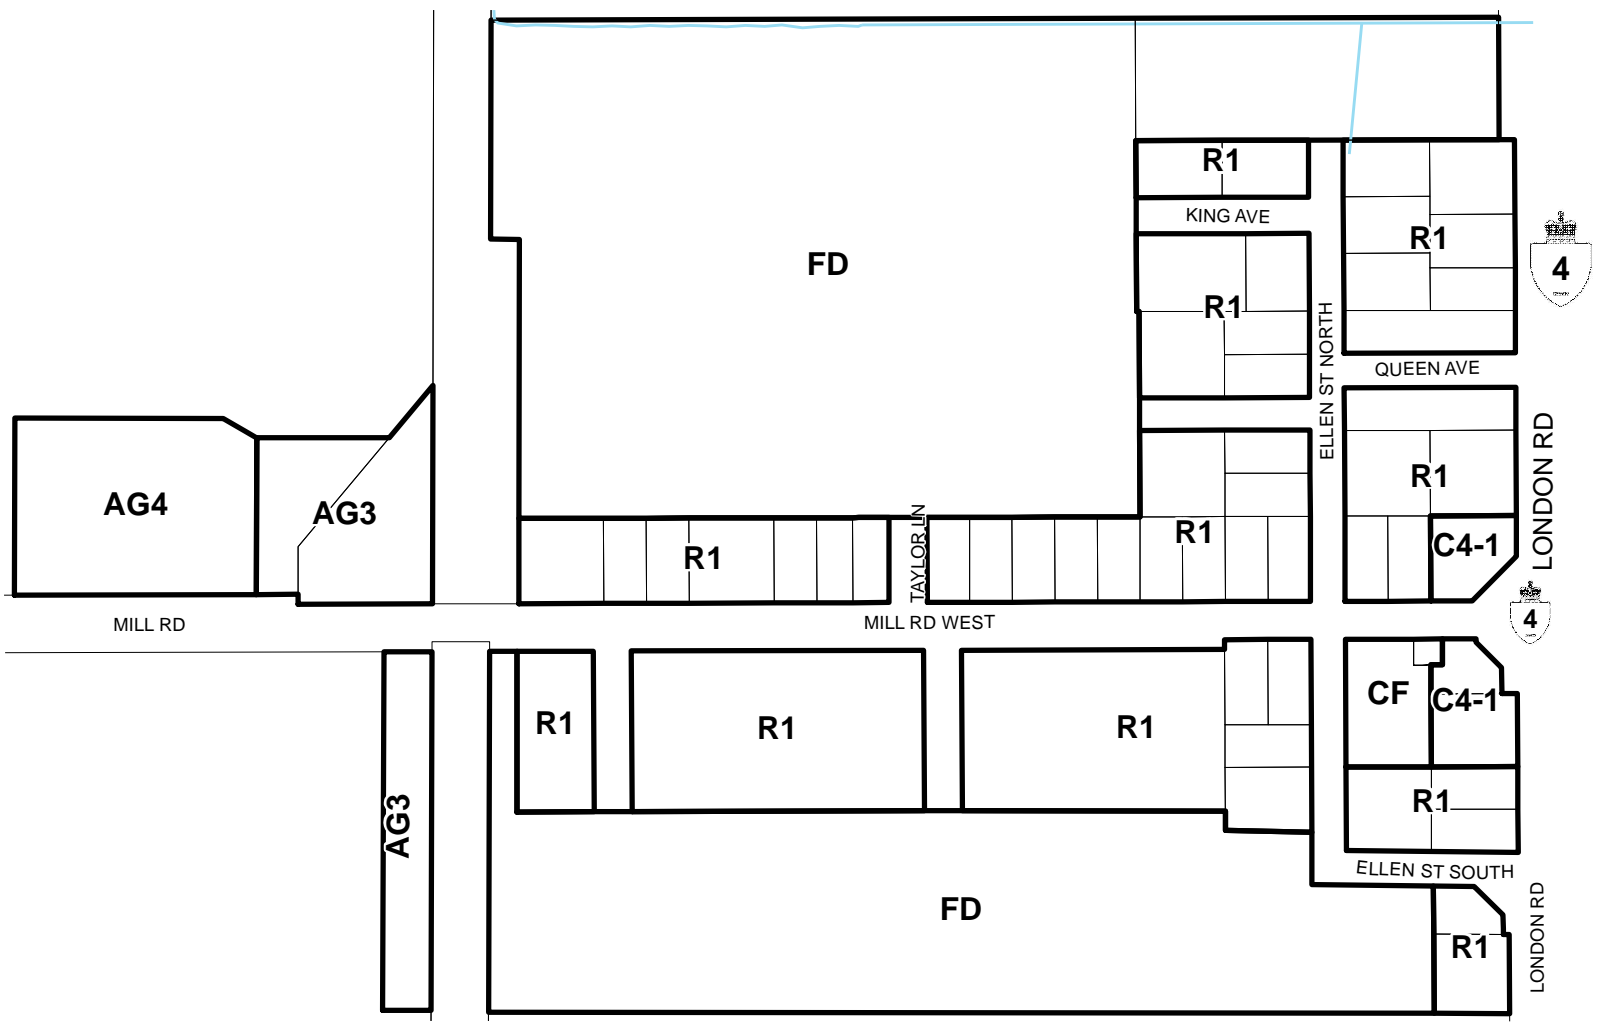 R1
KING AVE
R1
4
FD
R1
ELLEN ST NORTH
QUEEN AVE
LONDON RD
AG4
AG3
R1
TAYLOR LN
R1
R1
C4-1
MILL RD
MILL RD WEST
4
R1
R1
R1
CF
C4-1
AG3
R1
ELLEN ST SOUTH
FD
R1
LONDON RD